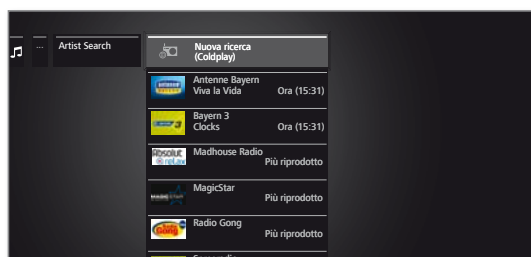 ...
Artist Search
Nuova ricerca
(Coldplay)
Antenne Bayern
Viva la Vida Ora (15:31)
Bayern 3
Clocks Ora (15:31)
Madhouse Radio
Più riprodotto
MagicStar
Più riprodotto
Radio Gong
Più riprodotto